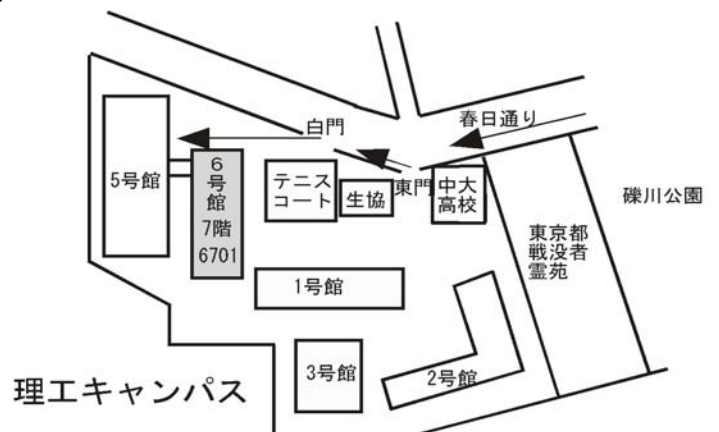 白門
春日通り
5号館
6
号
館
7階
6701
テニス
コート
生協
東門
中大
高校
礫川公園
東京都
戦没者
霊苑
1号館
3号館
2号館
理工キャンパス